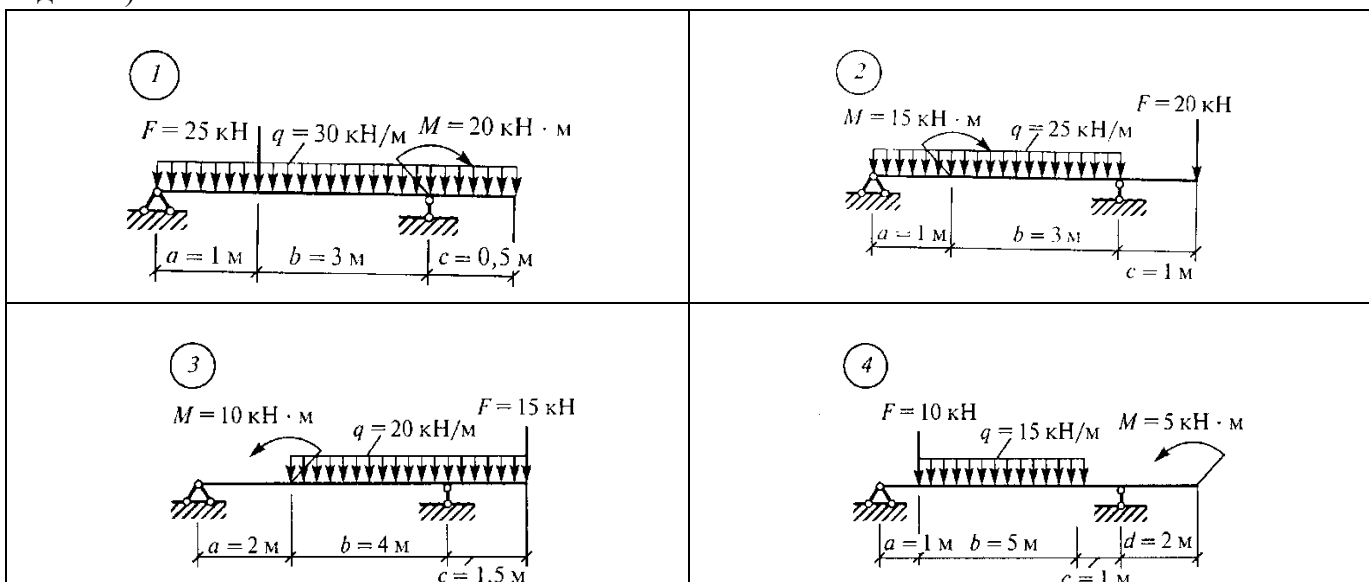 1
F = 25 кН
q = 30 кН/м
M = 20 кН · м
a = 1 м
b = 3 м
c = 0,5 м
2
F = 20 кН
M = 15 кН · м
q = 25 кН/м
a = 1 м
b = 3 м
c = 1 м
3
M = 10 кН · м
F = 15 кН
q = 20 кН/м
a = 2 м
b = 4 м
c = 1,5 м
4
F = 10 кН
q = 15 кН/м
M = 5 кН · м
a = 1 м
b = 5 м
d = 2 м
c = 1 м